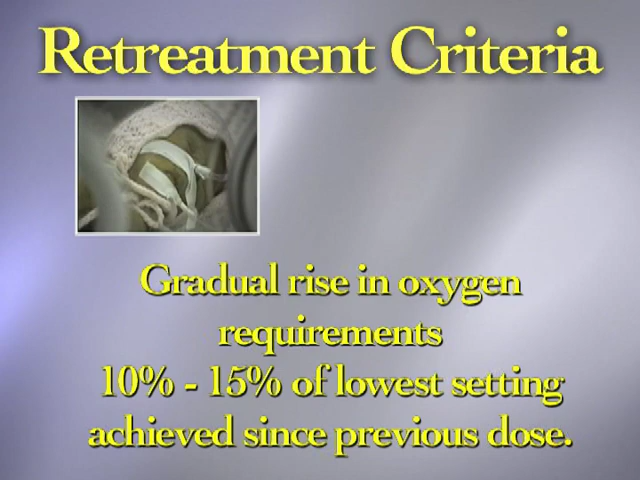 Retreatment Criteria
Gradual rise in oxygen
requirements
10% - 15% of lowest setting
achieved since previous dose.